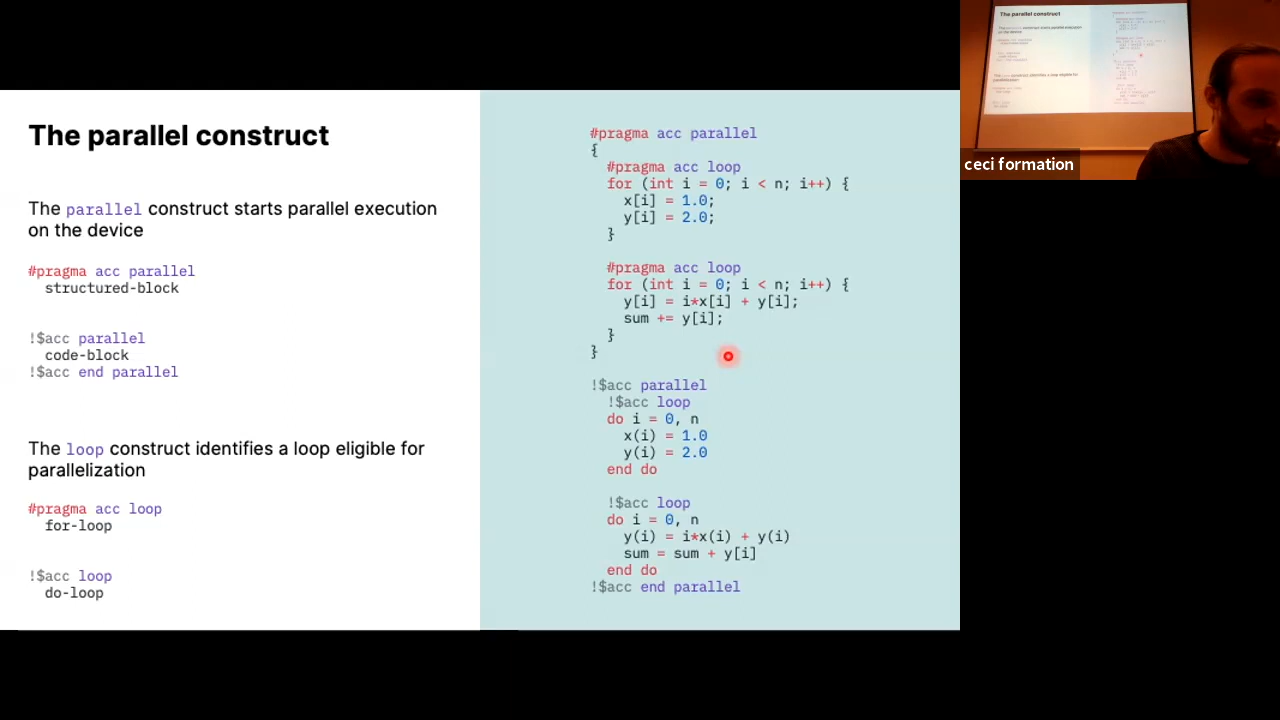 The parallel construct
The parallel construct starts parallel execution
on the device
#pragma acc parallel
structured-block
!$acc parallel
code-block
!$acc end parallel
The loop construct identifies a loop eligible for
parallelization
#pragma acc loop
for-loop
!$acc loop
do-loop
#pragma acc parallel
{
#pragma acc loop
for (int i = 0; i < n; i++) {
x[i] = 1.0;
y[i] = 2.0;
}
#pragma acc loop
for (int i = 0; i < n; i++) {
y[i] = i*x[i] + y[i];
sum += y[i];
}
}
!$acc parallel
!$acc loop
do i = 0, n
x(i) = 1.0
y(i) = 2.0
end do
!$acc loop
do i = 0, n
y(i) = i*x(i) + y(i)
sum = sum + y[i]
end do
!$acc end parallel
The parallel construct
ceci formation